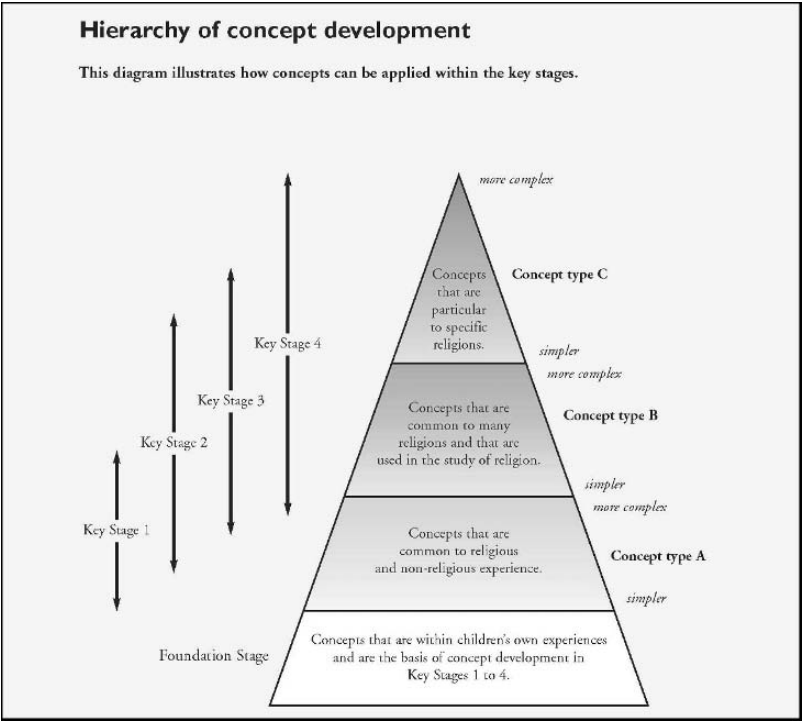 Hierarchy of concept development
This diagram illustrates how concepts can be applied within the key stages.
more complex
Concepts
that are
particular
to specific
religions.
Concept type C
Key Stage 4
simpler
more complex
Key Stage 3
Concepts that are
common to many
religions and that are
used in the study of religion.
Concept type B
Key Stage 2
simpler
more complex
Key Stage 1
Concepts that are
common to religious
and non-religious experience.
Concept type A
simpler
Foundation Stage
Concepts that are within children's own experiences
and are the basis of concept development in
Key Stages 1 to 4.